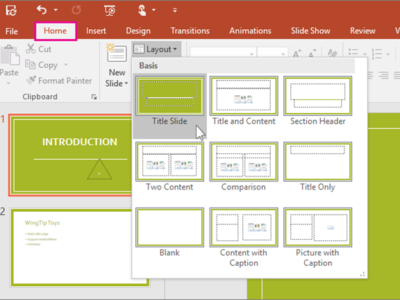 File Home Insert Design Transitions Animations Slide Show Review
Paste
Cut
Copy
Format Painter
Clipboard
New
Slide
Layout
Basis
Title Slide
Title and Content
Section Header
Two Content
Comparison
Title Only
Blank
Content with
Caption
Picture with
Caption
1
INTRODUCTION
2
WingTip Toys